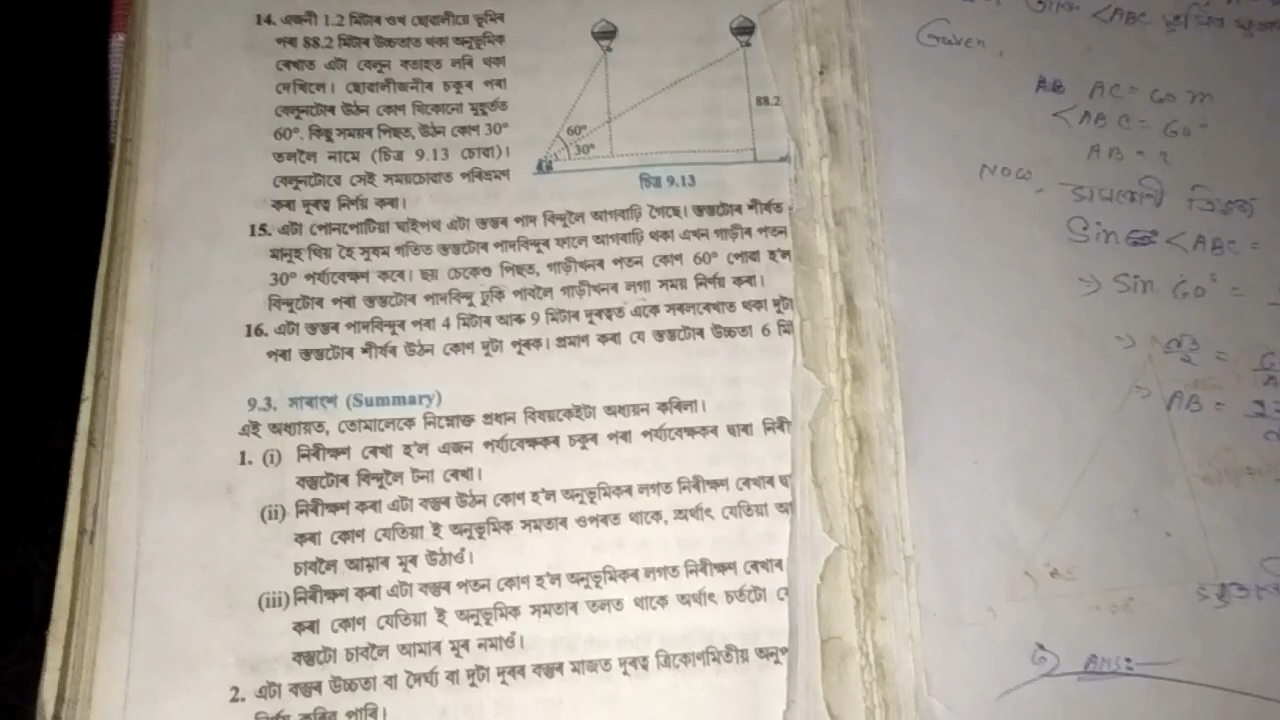 14. এজনী 1.2 মিটাৰ ওখ ছোৱালীয়ে ভূমিৰ
পৰা 88.2 মিটাৰ উচ্চতাত থকা অনুভূমিক
ৰেখাত এটা বেলুন বতাহত লৰি থকা
দেখিলে। ছোৱালীজনীৰ চকুৰ পৰা
বেলুনটোৰ উঠন কোণ যিকোনো মুহূৰ্তত
60°. কিছু সময়ৰ পিছত, উঠন কোণ 30°
তললৈ নামে (চিত্ৰ 9.13 চোৱা)।
বেলুনটোৱে সেই সময়চোৱাত পৰিভ্ৰমণ
কৰা দূৰত্ব নিৰ্ণয় কৰা।
60°
30°
88.2
চিত্ৰ 9.13
15. এটা পোনপোটীয়া ঘাইপথ এটা স্তম্ভৰ পাদ বিন্দুলৈ আগবাঢ়ি গৈছে। স্তম্ভটোৰ শীৰ্ষত
মানুহ থিয় হৈ সুষম গতিত স্তম্ভটোৰ পাদবিন্দুৰ ফালে আগবাঢ়ি থকা এখন গাড়ীৰ পতন
30° পৰ্য্যবেক্ষণ কৰে। ছয় ছেকেণ্ড পিছত, গাড়ীখনৰ পতন কোণ 60° পোৱা হ'ল
বিন্দুটোৰ পৰা স্তম্ভটোৰ পাদবিন্দু ঢুকি পাবলৈ গাড়ীখনৰ লগা সময় নিৰ্ণয় কৰা।
16. এটা স্তম্ভৰ পাদবিন্দুৰ পৰা 4 মিটাৰ আৰু 9 মিটাৰ দূৰত্বত একে সৰলৰেখাত থকা দুটা
পৰা স্তম্ভটোৰ শীৰ্ষৰ উঠন কোণ দুটা পূৰক। প্ৰমাণ কৰা যে স্তম্ভটোৰ উচ্চতা 6 মি
9.3. সাৰাংশ (Summary)
এই অধ্যায়ত, তোমালোকে নিম্নোক্ত প্ৰধান বিষয়কেইটা অধ্যয়ন কৰিলা।
1. (i) নিৰীক্ষণ ৰেখা হ'ল এজন পৰ্য্যবেক্ষকৰ চকুৰ পৰা পৰ্য্যবেক্ষকৰ দ্বাৰা নিৰী
বস্তুটোৰ বিন্দুলৈ টনা ৰেখা।
(ii) নিৰীক্ষণ কৰা এটা বস্তুৰ উঠন কোণ হ'ল অনুভূমিকৰ লগত নিৰীক্ষণ ৰেখাৰ দ্বা
কৰা কোণ যেতিয়া ই অনুভূমিক সমতাৰ ওপৰত থাকে, অৰ্থাৎ যেতিয়া আ
চাবলৈ আমাৰ মূৰ উঠাওঁ।
(iii) নিৰীক্ষণ কৰা এটা বস্তুৰ পতন কোণ হ'ল অনুভূমিকৰ লগত নিৰীক্ষণ ৰেখাৰ
কৰা কোণ যেতিয়া ই অনুভূমিক সমতাৰ তলত থাকে অৰ্থাৎ
বস্তুটো চাবলৈ আমাৰ মূৰ নমাওঁ।
2. এটা বস্তুৰ উচ্চতা বা দৈৰ্ঘ্য বা দুটা দূৰৰ বস্তুৰ মাজত দূৰত্ব ত্ৰিকোণমিতীয় অনুপ
নিৰ্ণয় কৰিব পাৰি।
<ABC
Given,
AC = 60 m
<ABC = 60°
AB = ?
Now,
Sin <ABC =
=> Sin 60° =
=> √3/2 =
=> AB =
ANS:-